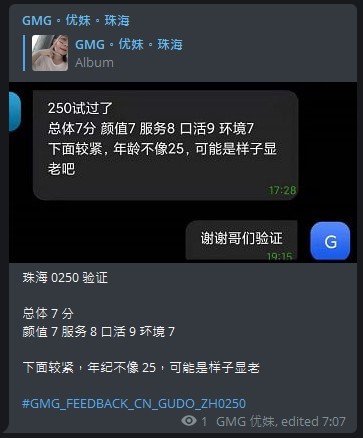 GMG。优妹。珠海
GMG。优妹。珠海
Album
250试过了
总体7分 颜值7 服务8 口活9 环境7
下面较紧，年龄不像25，可能是样子显
老吧
17:28
谢谢哥们验证
19:15
G
珠海 0250 验证
总体 7 分
颜值 7 服务 8 口活 9 环境 7
下面较紧，年纪不像 25，可能是样子显老
#GMG_FEEDBACK_CN_GUDO_ZH0250
1 GMG 优妹, edited 7:07